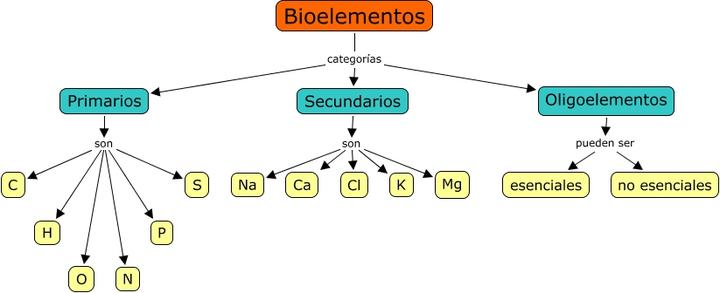 Bioelementos
categorías
Primarios
Secundarios
Oligoelementos
son
son
pueden ser
C
S
Na
Ca
Cl
K
Mg
esenciales
no esenciales
H
P
O
N